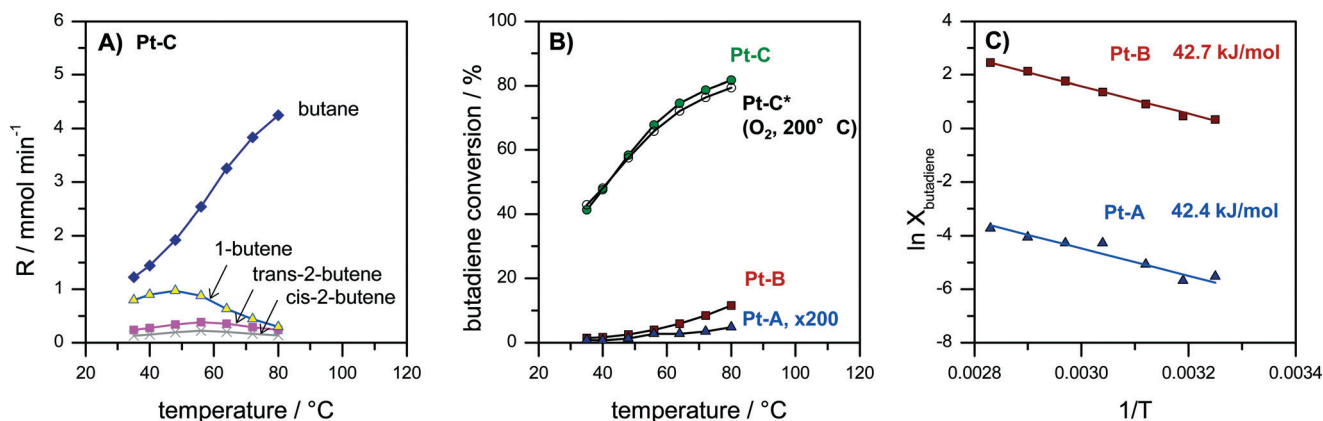 A) Pt-C
R / mmol min⁻¹
6
5
4
3
2
1
0
butane
1-butene
trans-2-butene
cis-2-butene
20 40 60 80 100 120
temperature / °C
B)
butadiene conversion / %
100
80
60
40
20
0
Pt-C
Pt-C*
(O₂, 200° C)
Pt-B
Pt-A, x200
20 40 60 80 100 120
temperature / °C
C)
ln X_butadiene
4
2
0
-2
-4
-6
-8
Pt-B 42.7 kJ/mol
Pt-A 42.4 kJ/mol
0.0028 0.0030 0.0032 0.0034
1/T